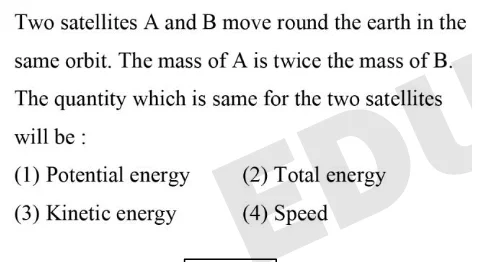 Two satellites A and B move round the earth in the
same orbit. The mass of A is twice the mass of B.
The quantity which is same for the two satellites
will be :
(1) Potential energy (2) Total energy
(3) Kinetic energy (4) Speed
EDU